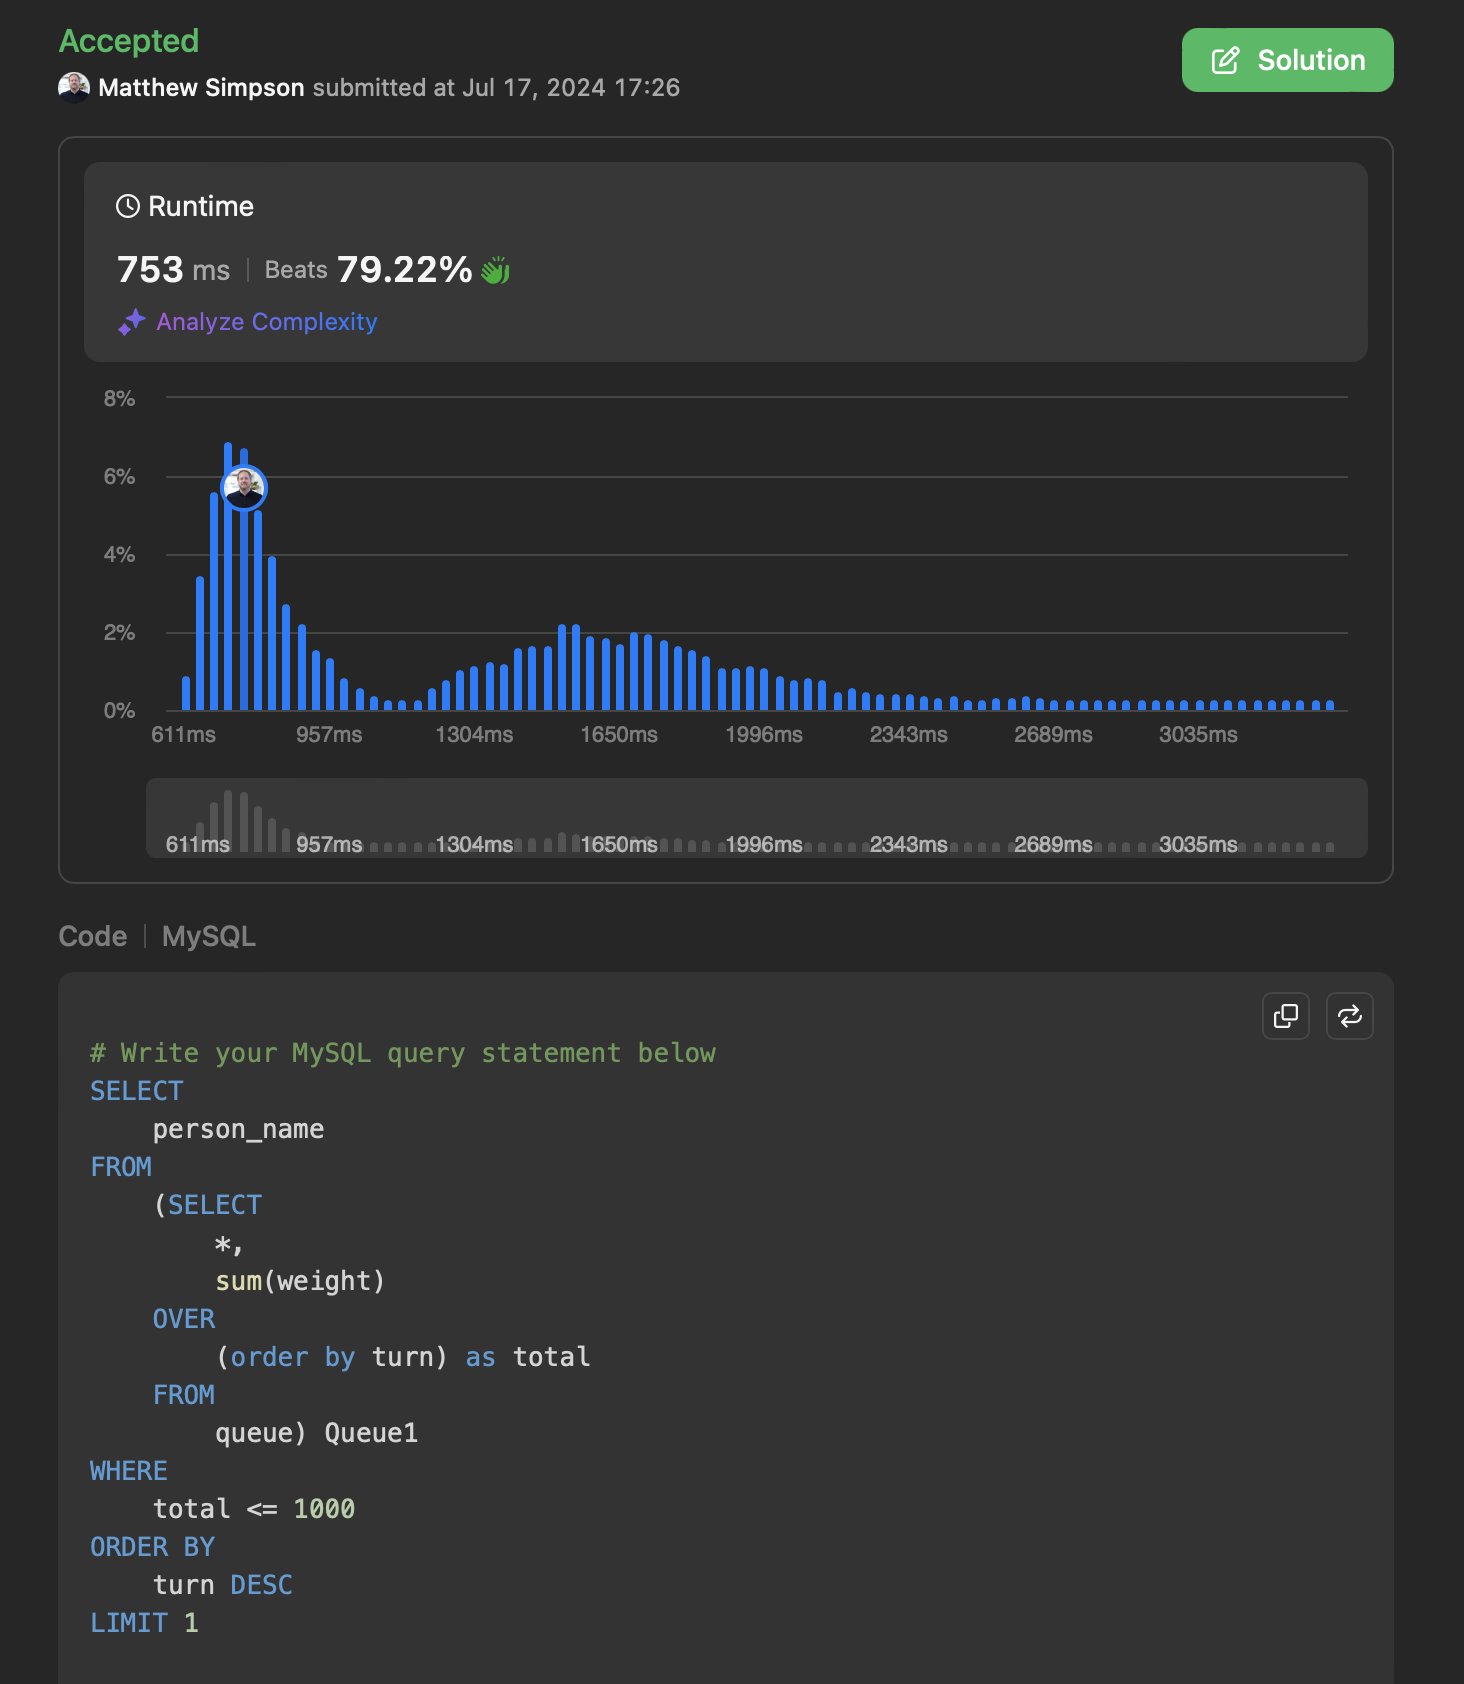 Accepted
Matthew Simpson submitted at Jul 17, 2024 17:26
Solution
Runtime
753 ms | Beats 79.22%
Analyze Complexity
8%
6%
4%
2%
0%
611ms 957ms 1304ms 1650ms 1996ms 2343ms 2689ms 3035ms
611ms 957ms 1304ms 1650ms 1996ms 2343ms 2689ms 3035ms
Code | MySQL
# Write your MySQL query statement below
SELECT
    person_name
FROM
    (SELECT
        *,
        sum(weight)
    OVER
        (order by turn) as total
    FROM
        queue) Queue1
WHERE
    total <= 1000
ORDER BY
    turn DESC
LIMIT 1